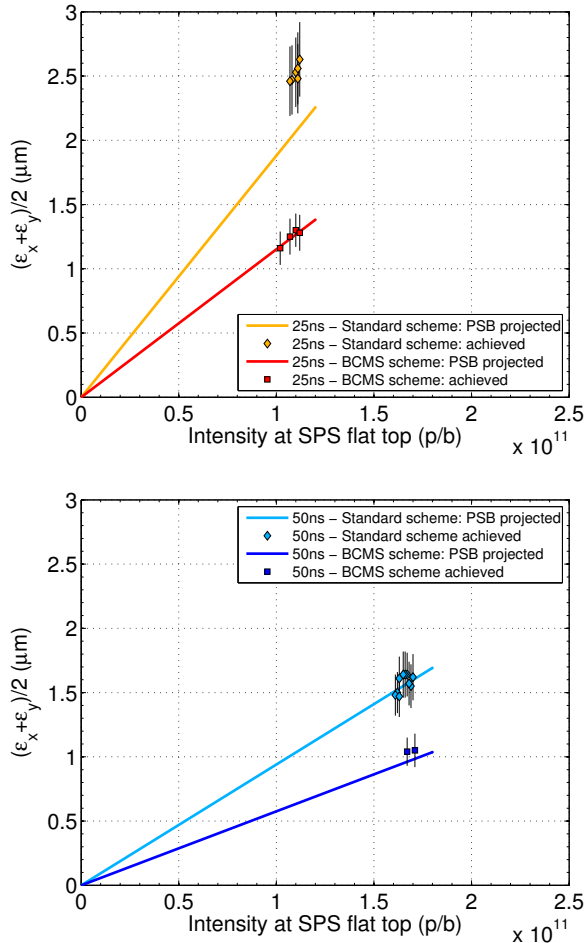 3
2.5
2
1.5
1
0.5
0
(ε_x+ε_y)/2 (μm)
25ns − Standard scheme: PSB projected
25ns − Standard scheme: achieved
25ns − BCMS scheme: PSB projected
25ns − BCMS scheme: achieved
0 0.5 1 1.5 2 2.5
Intensity at SPS flat top (p/b)
x 10^11
3
2.5
2
1.5
1
0.5
0
(ε_x+ε_y)/2 (μm)
50ns − Standard scheme: PSB projected
50ns − Standard scheme achieved
50ns − BCMS scheme: PSB projected
50ns − BCMS scheme achieved
0 0.5 1 1.5 2 2.5
Intensity at SPS flat top (p/b)
x 10^11